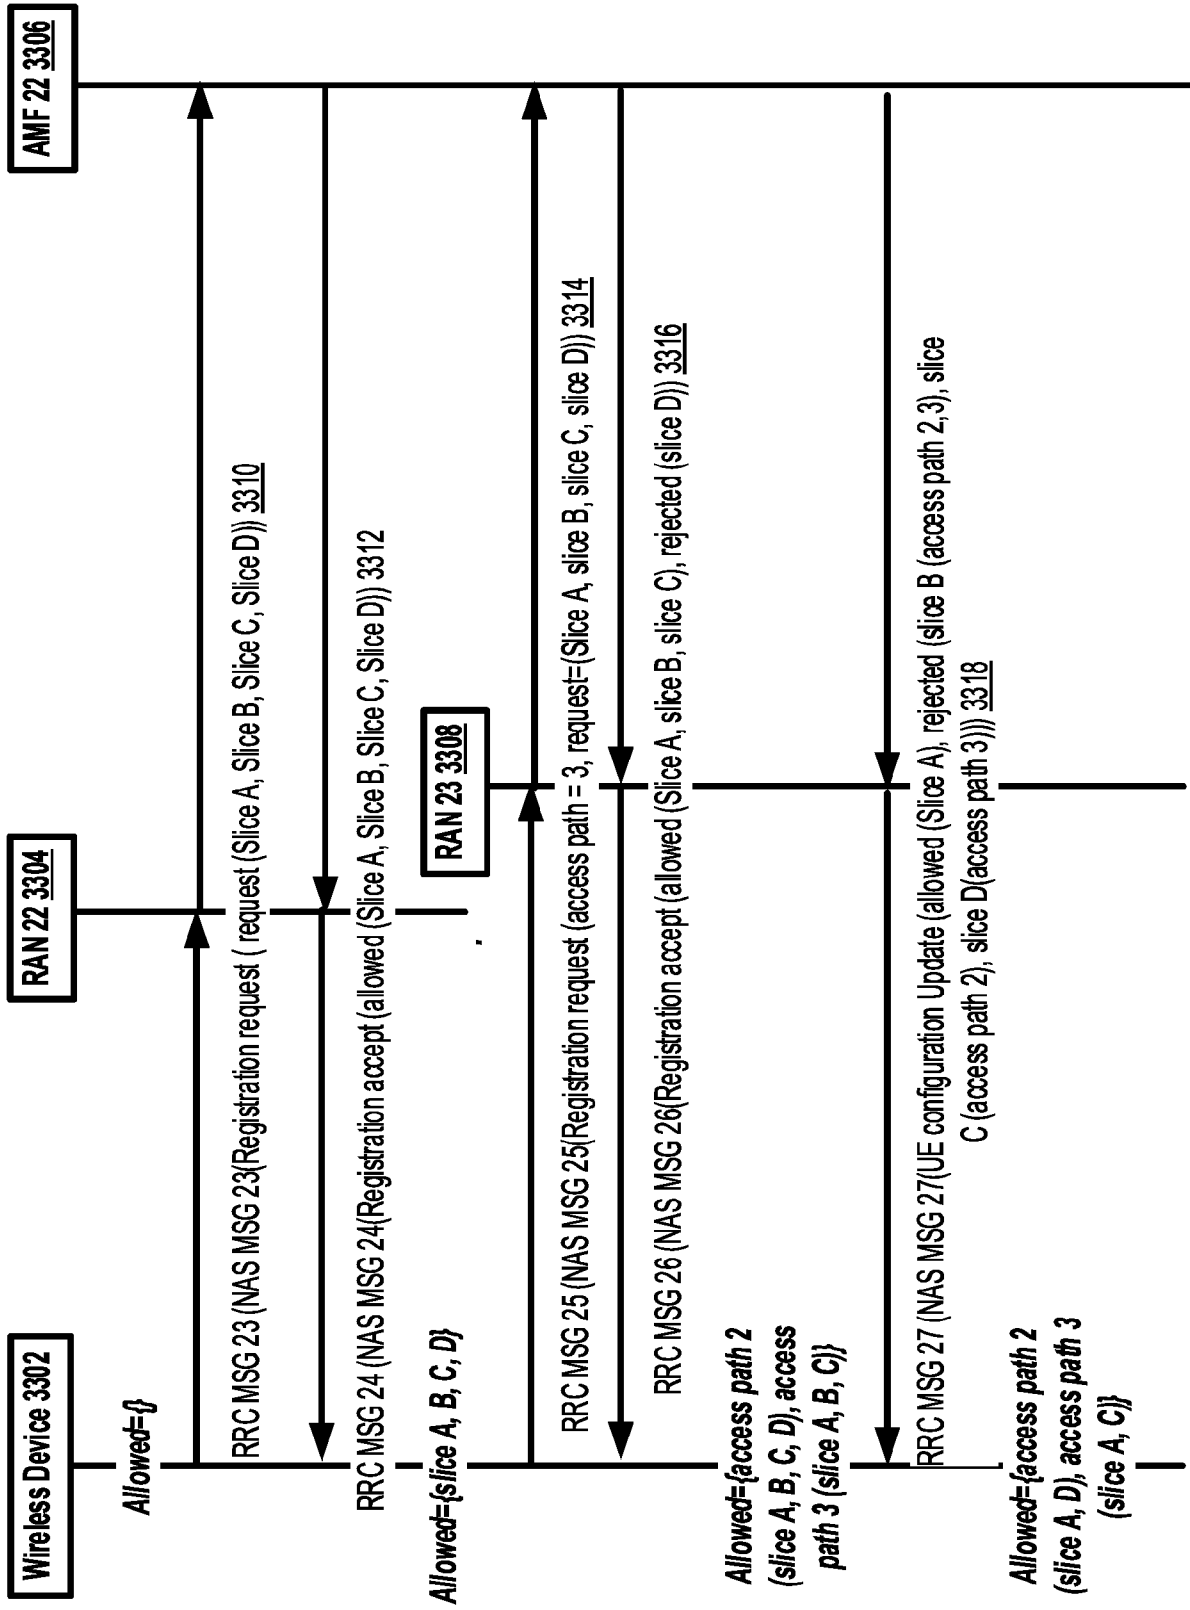 Wireless Device 3302
RAN 22 3304
AMF 22 3306
Allowed={}
RRC MSG 23 (NAS MSG 23(Registration request ( request (Slice A, Slice B, Slice C, Slice D)) 3310
RRC MSG 24 (NAS MSG 24(Registration accept (allowed (Slice A, Slice B, Slice C, Slice D)) 3312
Allowed={slice A, B, C, D}
RAN 23 3308
RRC MSG 25 (NAS MSG 25(Registration request (access path = 3, request=(Slice A, slice B, slice C, slice D)) 3314
RRC MSG 26 (NAS MSG 26(Registration accept (allowed (Slice A, slice B, slice C), rejected (slice D)) 3316
Allowed={access path 2
(slice A, B, C, D), access
path 3 (slice A, B, C)}
RRC MSG 27 (NAS MSG 27(UE configuration Update (allowed (Slice A), rejected (slice B (access path 2,3), slice
C (access path 2), slice D(access path 3))) 3318
Allowed={access path 2
(slice A, D), access path 3
(slice A, C)}